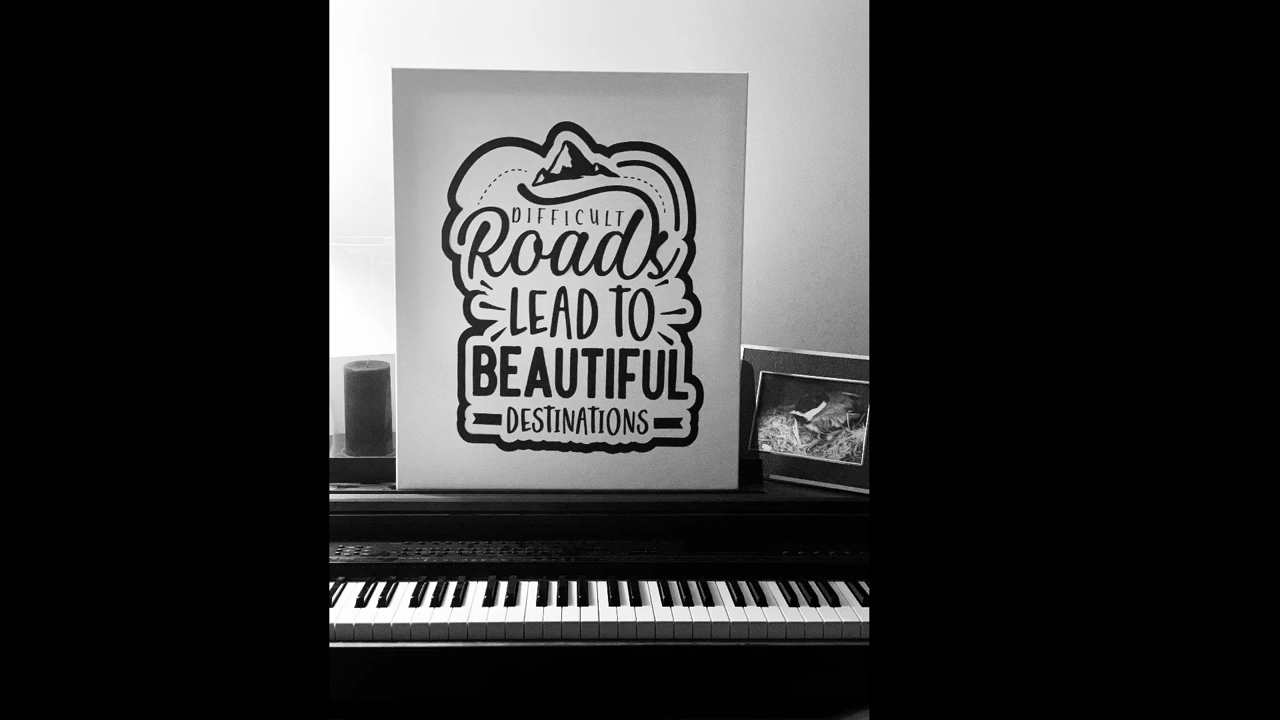 DIFFICULT
Roads
LEAD TO
BEAUTIFUL
DESTINATIONS